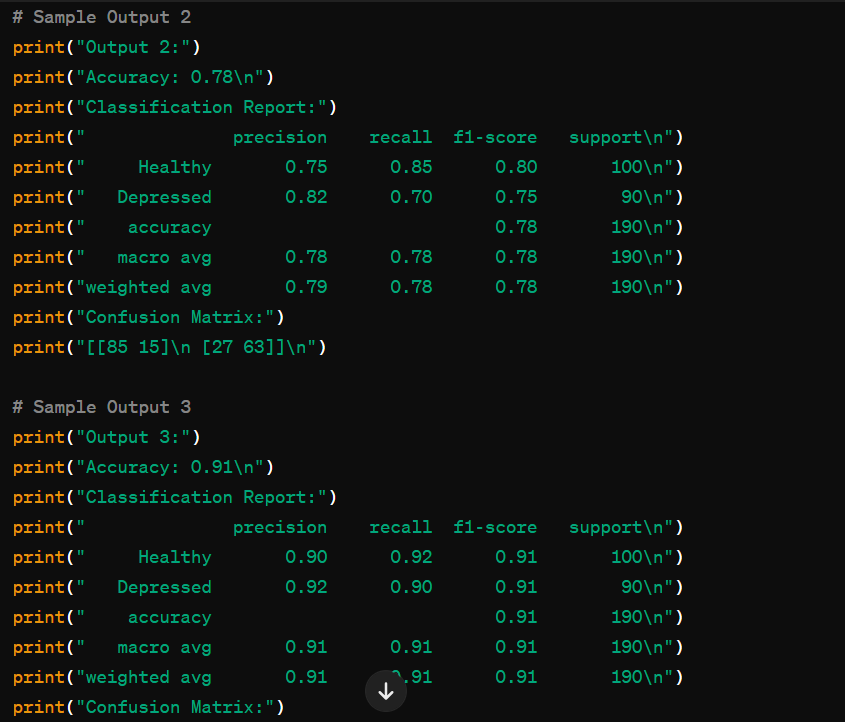 # Sample Output 2
print("Output 2:")
print("Accuracy: 0.78\n")
print("Classification Report:")
print("              precision    recall  f1-score   support\n")
print("     Healthy       0.75      0.85      0.80       100\n")
print("   Depressed       0.82      0.70      0.75        90\n")
print("    accuracy                           0.78       190\n")
print("   macro avg       0.78      0.78      0.78       190\n")
print("weighted avg       0.79      0.78      0.78       190\n")
print("Confusion Matrix:")
print("[[85 15]\n [27 63]]\n")

# Sample Output 3
print("Output 3:")
print("Accuracy: 0.91\n")
print("Classification Report:")
print("              precision    recall  f1-score   support\n")
print("     Healthy       0.90      0.92      0.91       100\n")
print("   Depressed       0.92      0.90      0.91        90\n")
print("    accuracy                           0.91       190\n")
print("   macro avg       0.91      0.91      0.91       190\n")
print("weighted avg       0.91      .91      0.91       190\n")
print("Confusion Matrix:")